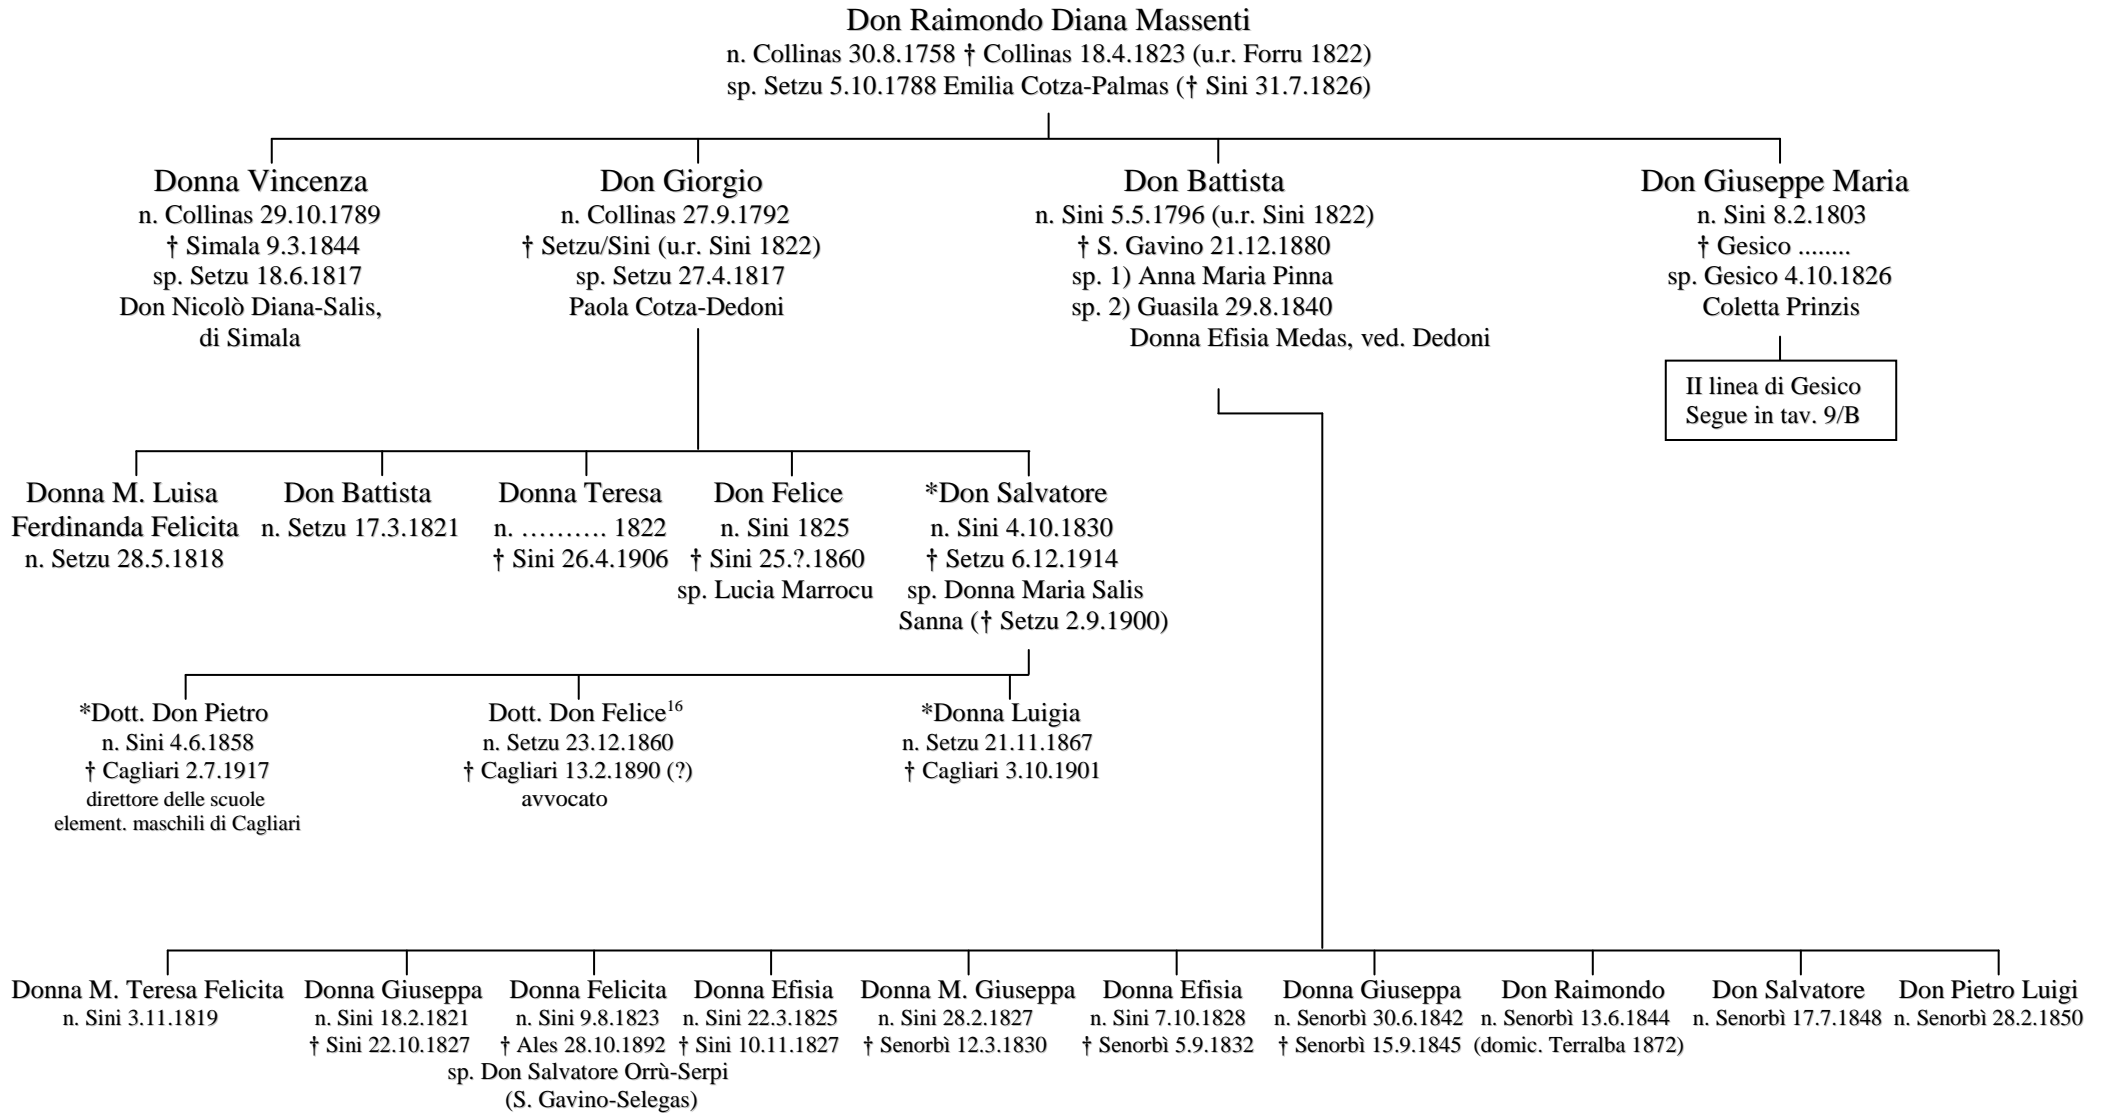 Don Raimondo Diana Massenti
n. Collinas 30.8.1758 † Collinas 18.4.1823 (u.r. Forru 1822)
sp. Setzu 5.10.1788 Emilia Cotza-Palmas († Sini 31.7.1826)
Donna Vincenza
n. Collinas 29.10.1789
† Simala 9.3.1844
sp. Setzu 18.6.1817
Don Nicolò Diana-Salis,
di Simala
Don Giorgio
n. Collinas 27.9.1792
† Setzu/Sini (u.r. Sini 1822)
sp. Setzu 27.4.1817
Paola Cotza-Dedoni
Don Battista
n. Sini 5.5.1796 (u.r. Sini 1822)
† S. Gavino 21.12.1880
sp. 1) Anna Maria Pinna
sp. 2) Guasila 29.8.1840
Donna Efisia Medas, ved. Dedoni
Don Giuseppe Maria
n. Sini 8.2.1803
† Gesico ........
sp. Gesico 4.10.1826
Coletta Prinzis
II linea di Gesico
Segue in tav. 9/B
Donna M. Luisa
Ferdinanda Felicita
n. Setzu 28.5.1818
Don Battista
n. Setzu 17.3.1821
Donna Teresa
n. ………. 1822
† Sini 26.4.1906
Don Felice
n. Sini 1825
† Sini 25.?.1860
sp. Lucia Marrocu
*Don Salvatore
n. Sini 4.10.1830
† Setzu 6.12.1914
sp. Donna Maria Salis
Sanna († Setzu 2.9.1900)
*Dott. Don Pietro
n. Sini 4.6.1858
† Cagliari 2.7.1917
direttore delle scuole
element. maschili di Cagliari
Dott. Don Felice16
n. Setzu 23.12.1860
† Cagliari 13.2.1890 (?)
avvocato
*Donna Luigia
n. Setzu 21.11.1867
† Cagliari 3.10.1901
Donna M. Teresa Felicita
n. Sini 3.11.1819
Donna Giuseppa
n. Sini 18.2.1821
† Sini 22.10.1827
Donna Felicita
n. Sini 9.8.1823
† Ales 28.10.1892
sp. Don Salvatore Orrù-Serpi
(S. Gavino-Selegas)
Donna Efisia
n. Sini 22.3.1825
† Sini 10.11.1827
Donna M. Giuseppa
n. Sini 28.2.1827
† Senorbì 12.3.1830
Donna Efisia
n. Sini 7.10.1828
† Senorbì 5.9.1832
Donna Giuseppa
n. Senorbì 30.6.1842
† Senorbì 15.9.1845
Don Raimondo
n. Senorbì 13.6.1844
(domic. Terralba 1872)
Don Salvatore
n. Senorbì 17.7.1848
Don Pietro Luigi
n. Senorbì 28.2.1850